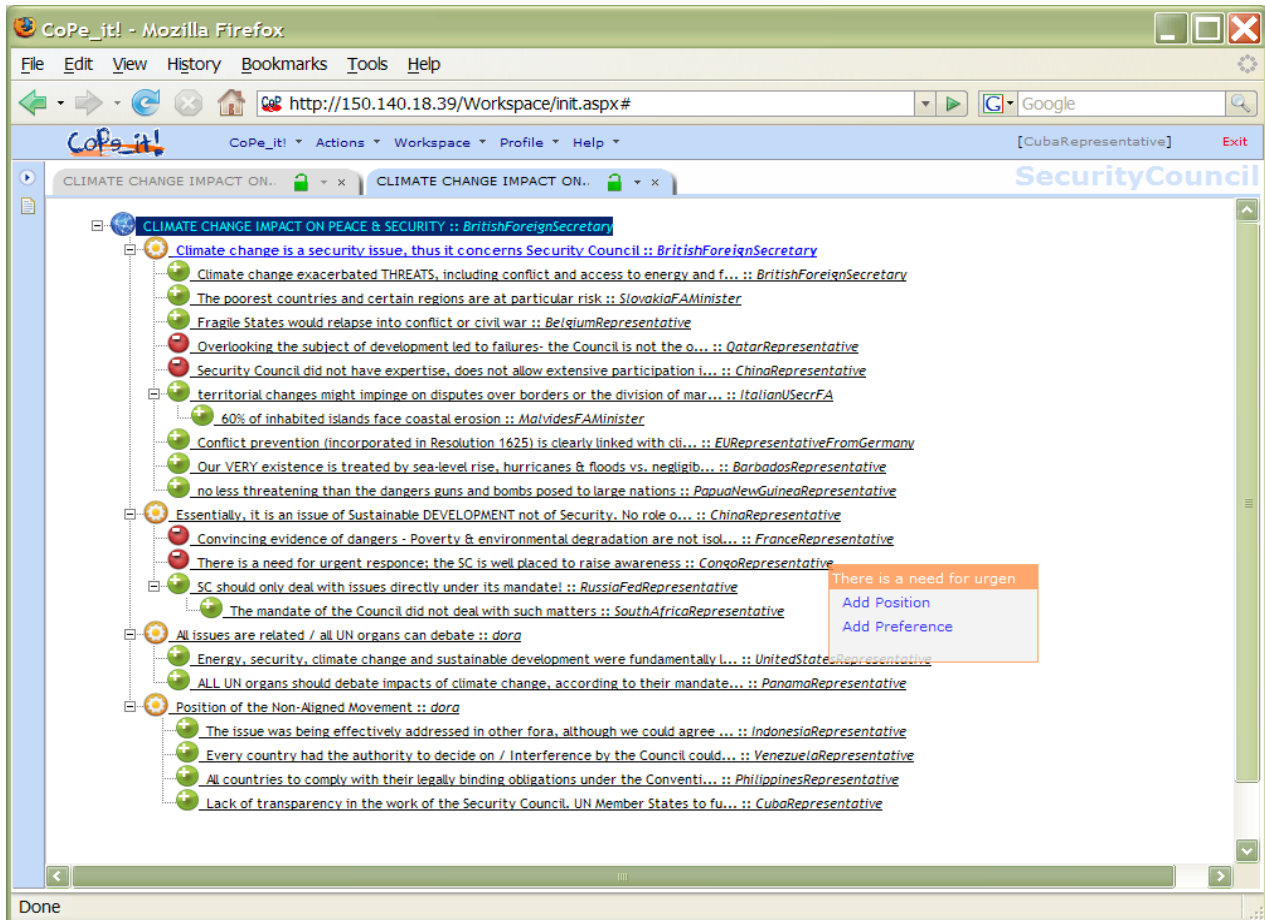 CoPe_it! - Mozilla Firefox
File Edit View History Bookmarks Tools Help
CoP http://150.140.18.39/Workspace/init.aspx# G Google
CoPe_it! CoPe_it! Actions Workspace Profile Help [CubaRepresentative] Exit
CLIMATE CHANGE IMPACT ON.. x CLIMATE CHANGE IMPACT ON.. x SecurityCouncil
CLIMATE CHANGE IMPACT ON PEACE & SECURITY :: BritishForeignSecretary
Climate change is a security issue, thus it concerns Security Council :: BritishForeignSecretary
Climate change exacerbated THREATS, including conflict and access to energy and f... :: BritishForeignSecretary
The poorest countries and certain regions are at particular risk :: SlovakiaFAMinister
Fragile States would relapse into conflict or civil war :: BelgiumRepresentative
Overlooking the subject of development led to failures- the Council is not the o... :: QatarRepresentative
Security Council did not have expertise, does not allow extensive participation i... :: ChinaRepresentative
territorial changes might impinge on disputes over borders or the division of mar... :: ItalianUSecrFA
60% of inhabited islands face coastal erosion :: MalvidesFAMinister
Conflict prevention (incorporated in Resolution 1625) is clearly linked with cli... :: EURepresentativeFromGermany
Our VERY existence is treated by sea-level rise, hurricanes & floods vs. negligib... :: BarbadosRepresentative
no less threatening than the dangers guns and bombs posed to large nations :: PapuaNewGuineaRepresentative
Essentially, it is an issue of Sustainable DEVELOPMENT not of Security. No role o... :: ChinaRepresentative
Convincing evidence of dangers - Poverty & environmental degradation are not isol... :: FranceRepresentative
There is a need for urgent responce; the SC is well placed to raise awareness :: CongoRepresentative
There is a need for urgen
SC should only deal with issues directly under its mandate! :: RussiaFedRepresentative
Add Position
The mandate of the Council did not deal with such matters :: SouthAfricaRepresentative
Add Preference
All issues are related / all UN organs can debate :: dora
Energy, security, climate change and sustainable development were fundamentally l... :: UnitedStatesRepresentative
ALL UN organs should debate impacts of climate change, according to their mandate... :: PanamaRepresentative
Position of the Non-Aligned Movement :: dora
The issue was being effectively addressed in other fora, although we could agree ... :: IndonesiaRepresentative
Every country had the authority to decide on / Interference by the Council could... :: VenezuelaRepresentative
All countries to comply with their legally binding obligations under the Conventi... :: PhilippinesRepresentative
Lack of transparency in the work of the Security Council. UN Member States to fu... :: CubaRepresentative
Done